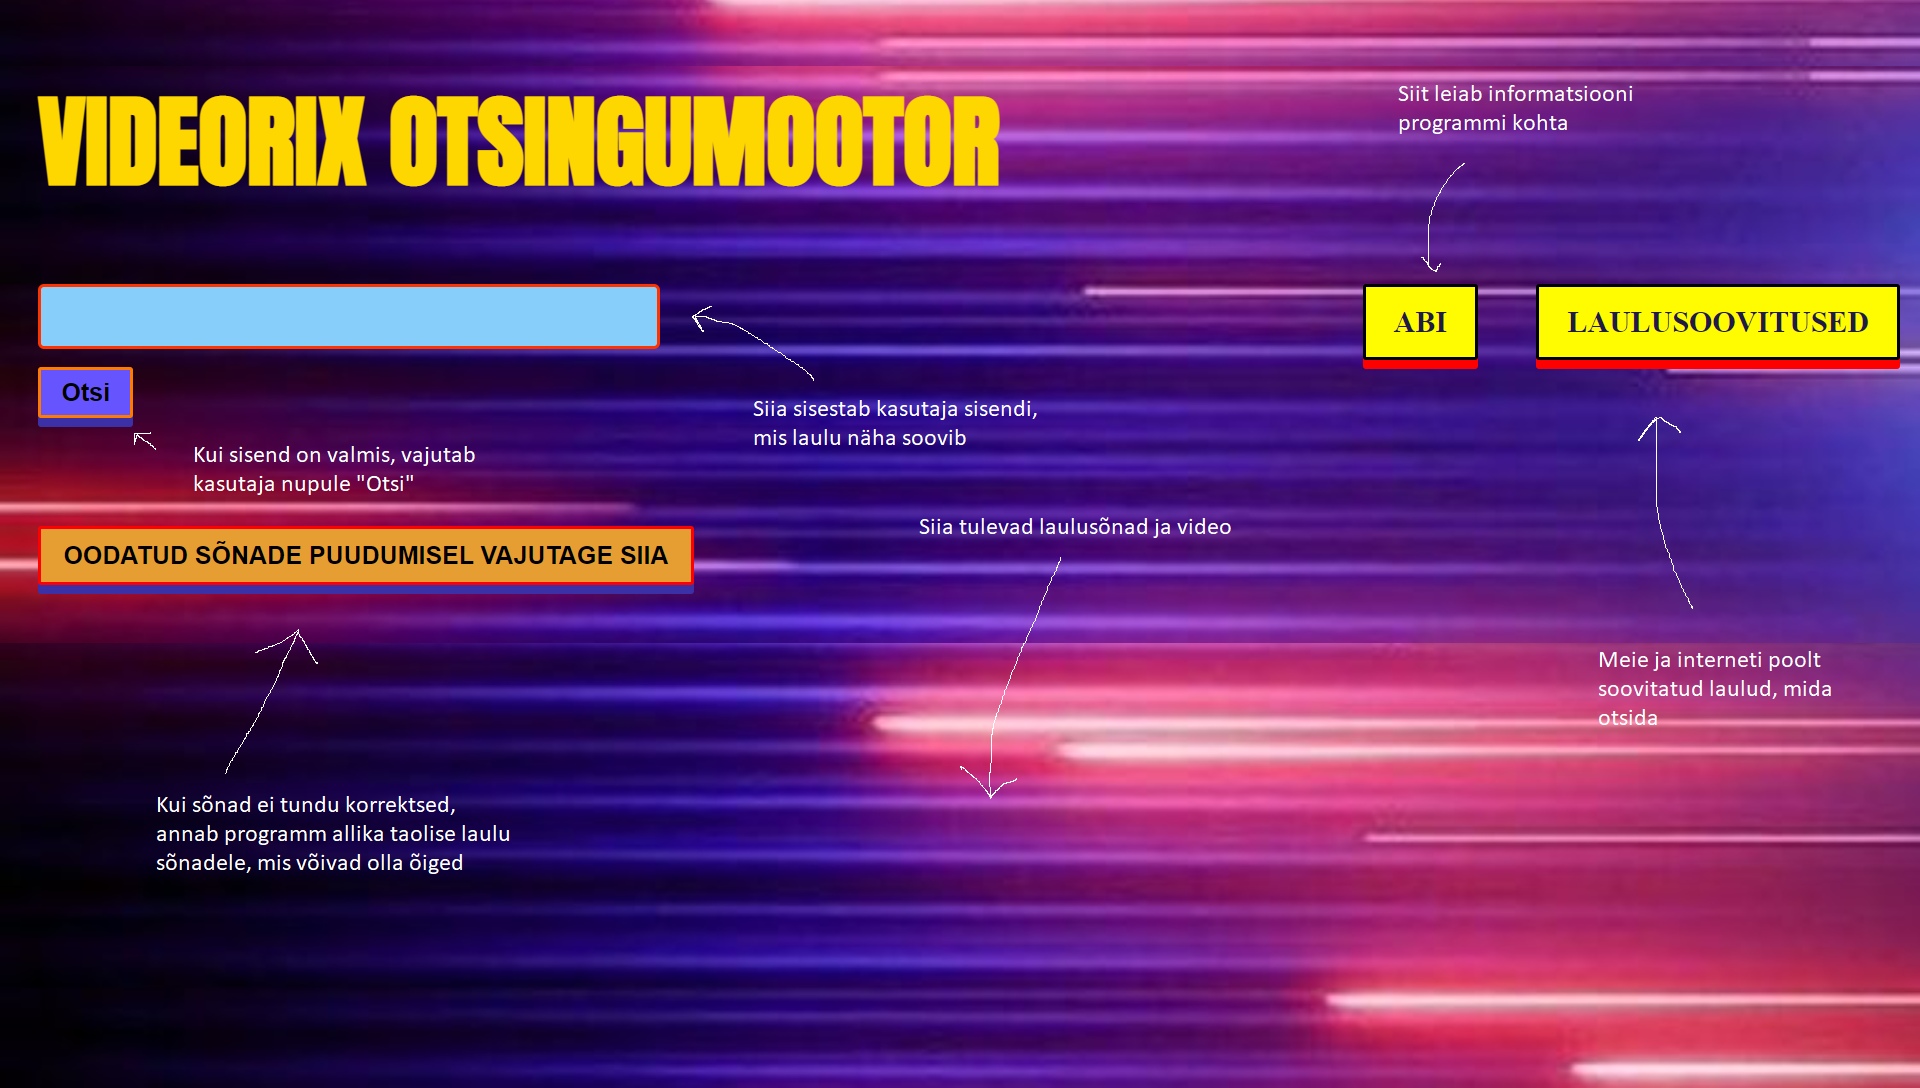 VIDEORIX OTSINGUMOOTOR
Siit leiab informatsiooni
programmi kohta
ABI
LAULUSOOVITUSED
Otsi
Siia sisestab kasutaja sisendi,
mis laulu näha soovib
Kui sisend on valmis, vajutab
kasutaja nupule "Otsi"
Siia tulevad laulusõnad ja video
OODATUD SÕNADE PUUDUMISEL VAJUTAGE SIIA
Meie ja interneti poolt
soovitatud laulud, mida
otsida
Kui sõnad ei tundu korrektsed,
annab programm allika taolise laulu
sõnadele, mis võivad olla õiged